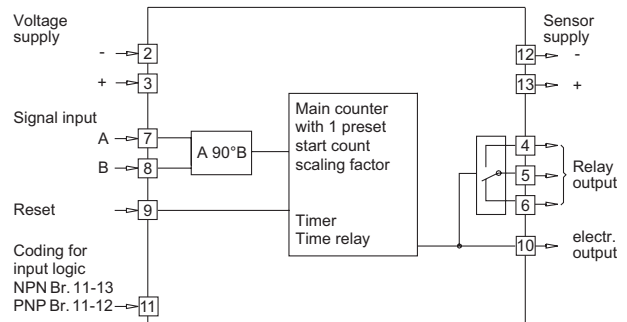 Voltage
supply
- 2
+ 3
Signal input
A 7
B 8
A 90°B
Reset 9
Coding for
input logic
NPN Br. 11-13
PNP Br. 11-12 11
Main counter
with 1 preset
start count
scaling factor
Timer
Time relay
Sensor
supply
12 -
13 +
4
5
6
Relay
output
10 electr.
output